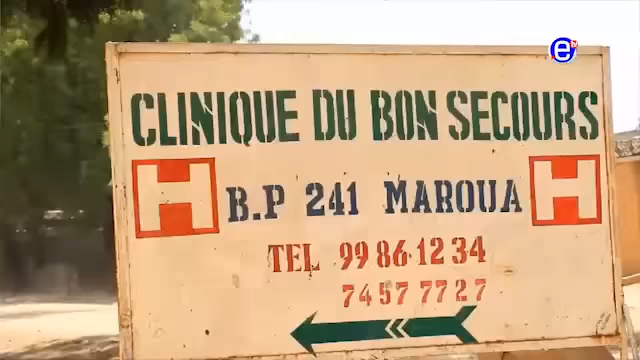 e
CLINIQUE DU BON SECOURS
H B.P 241 MAROUA H
TEL 99 86 12 34
74 57 77 27